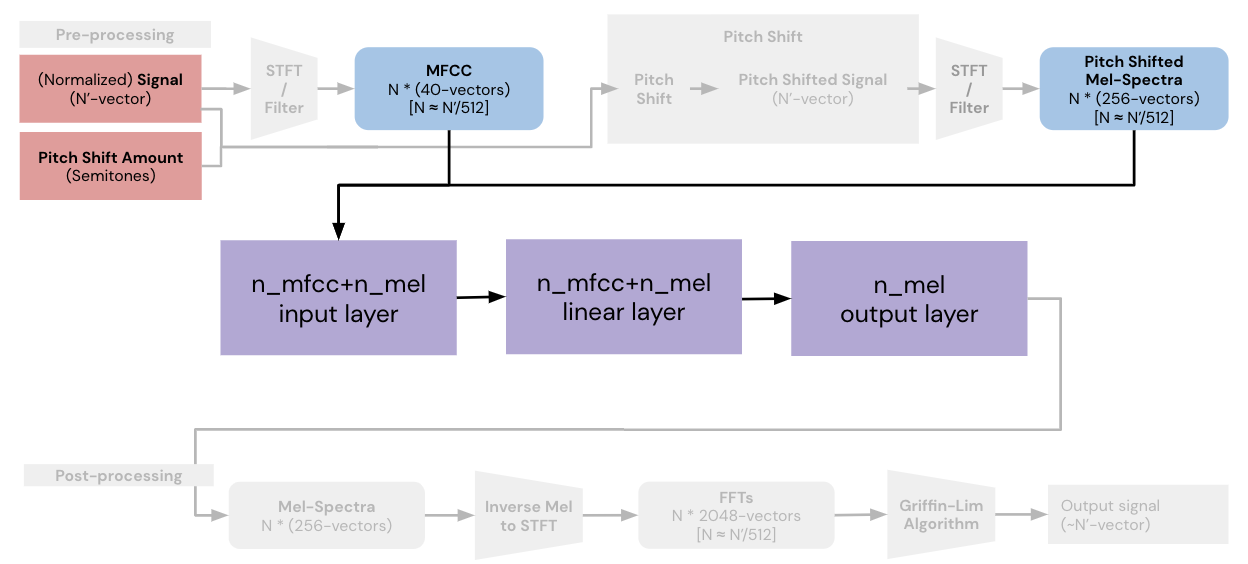 Pre-processing
(Normalized) Signal
(N'-vector)
Pitch Shift Amount
(Semitones)
STFT
/
Filter
MFCC
N * (40-vectors)
[N ≈ N'/512]
Pitch Shift
Pitch
Shift
Pitch Shifted Signal
(N'-vector)
STFT
/
Filter
Pitch Shifted
Mel-Spectra
N * (256-vectors)
[N ≈ N'/512]
n_mfcc+n_mel
input layer
n_mfcc+n_mel
linear layer
n_mel
output layer
Post-processing
Mel-Spectra
N * (256-vectors)
Inverse Mel
to STFT
FFTs
N * 2048-vectors
[N ≈ N'/512]
Griffin-Lim
Algorithm
Output signal
(~N'-vector)